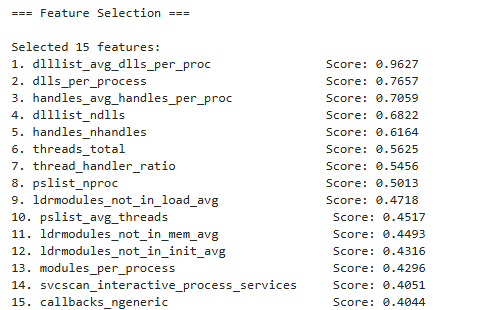 === Feature Selection ===
Selected 15 features:
1. dlllist_avg_dlls_per_proc Score: 0.9627
2. dlls_per_process Score: 0.7657
3. handles_avg_handles_per_proc Score: 0.7059
4. dlllist_ndlls Score: 0.6822
5. handles_nhandles Score: 0.6164
6. threads_total Score: 0.5625
7. thread_handler_ratio Score: 0.5456
8. pslist_nproc Score: 0.5013
9. ldrmodules_not_in_load_avg Score: 0.4718
10. pslist_avg_threads Score: 0.4517
11. ldrmodules_not_in_mem_avg Score: 0.4493
12. ldrmodules_not_in_init_avg Score: 0.4316
13. modules_per_process Score: 0.4296
14. svcscan_interactive_process_services Score: 0.4051
15. callbacks_ngeneric Score: 0.4044